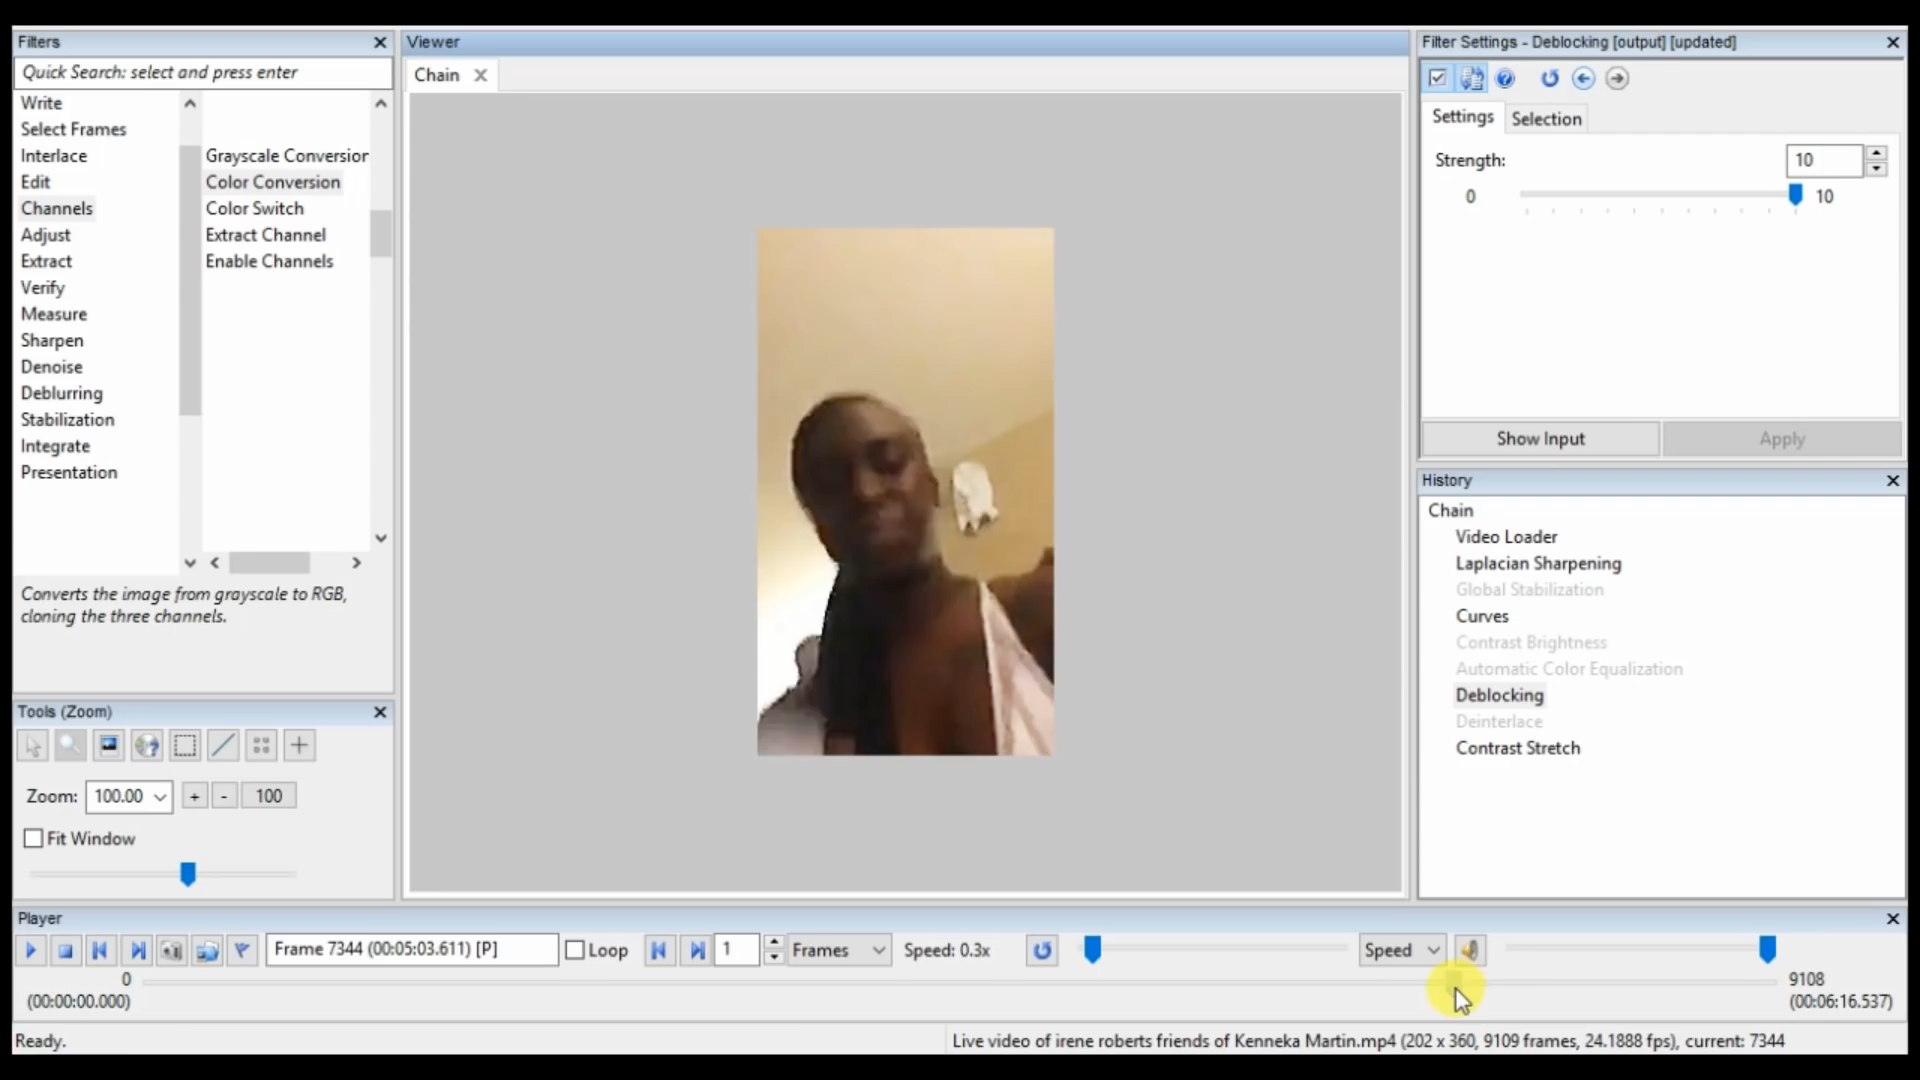 Filters
Quick Search: select and press enter
Write
Select Frames
Interlace
Edit
Channels
Adjust
Extract
Verify
Measure
Sharpen
Denoise
Deblurring
Stabilization
Integrate
Presentation
Grayscale Conversion
Color Conversion
Color Switch
Extract Channel
Enable Channels
Converts the image from grayscale to RGB,
cloning the three channels.
Tools (Zoom)
Zoom: 100.00 + - 100
Fit Window
Viewer
Chain
Filter Settings - Deblocking [output] [updated]
Settings Selection
Strength: 10
0 10
Show Input Apply
History
Chain
Video Loader
Laplacian Sharpening
Global Stabilization
Curves
Contrast Brightness
Automatic Color Equalization
Deblocking
Deinterlace
Contrast Stretch
Player
Frame 7344 (00:05:03.611) [P] Loop 1 Frames Speed: 0.3x Speed
0 9108
(00:00:00.000) (00:06:16.537)
Ready. Live video of irene roberts friends of Kenneka Martin.mp4 (202 x 360, 9109 frames, 24.1888 fps), current: 7344